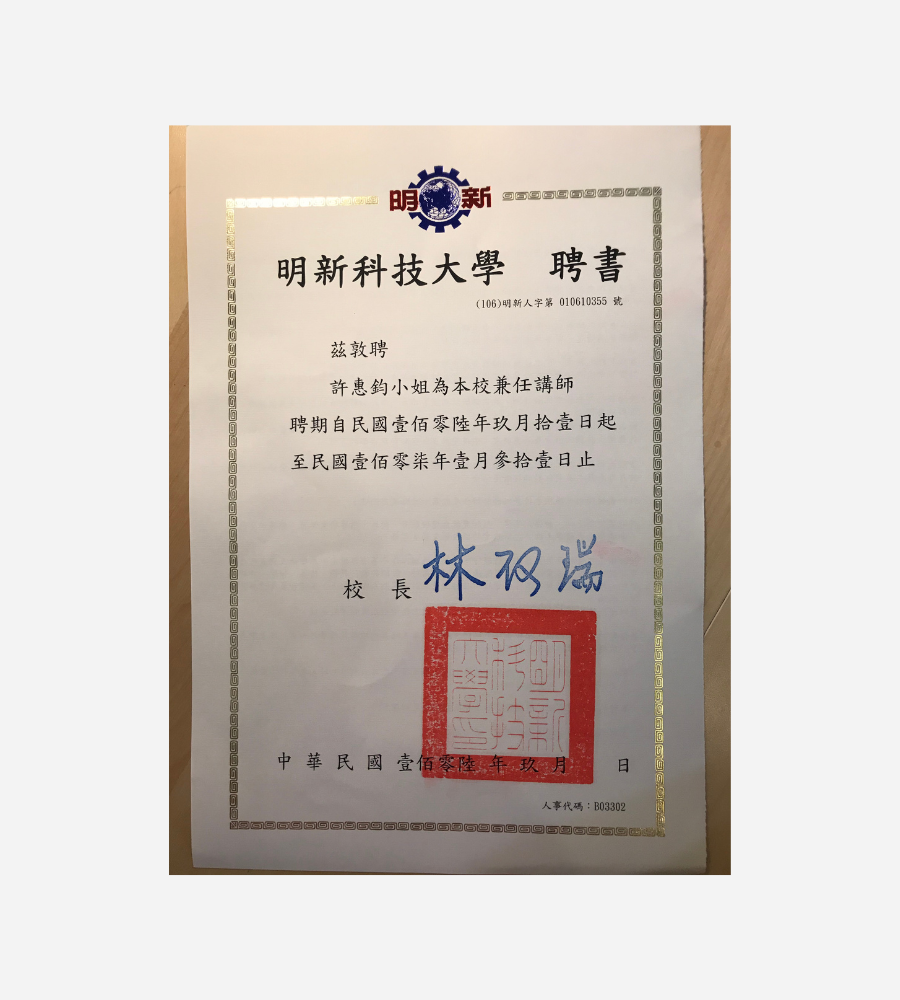 明新
明新科技大學 聘書
(106)明新人字第 010610355 號
茲敦聘
許惠鈞小姐為本校兼任講師
聘期自民國壹佰零陸年玖月拾壹日起
至民國壹佰零柒年壹月參拾壹日止
校 長 林 瑞
明新科技大學印
中華民國壹佰零陸年玖月 日
人事代碼：B03302